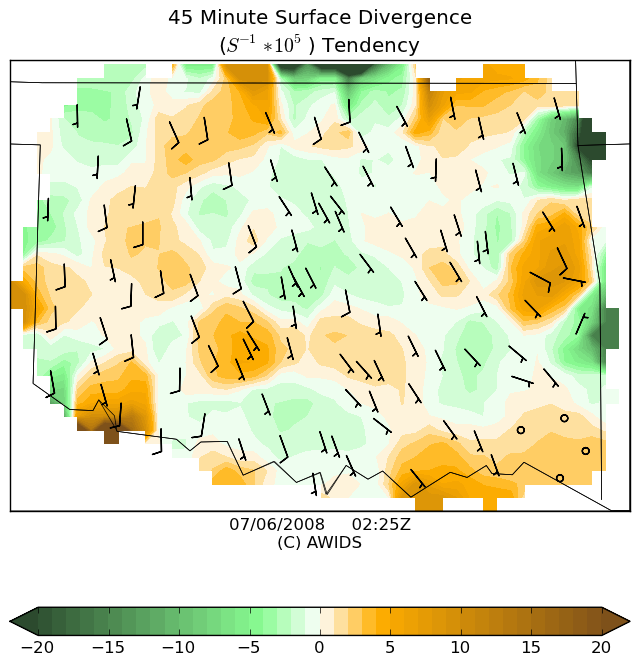 45 Minute Surface Divergence
($S^{-1} * 10^5$ ) Tendency
07/06/2008 02:25Z
(C) AWIDS
−20 −15 −10 −5 0 5 10 15 20